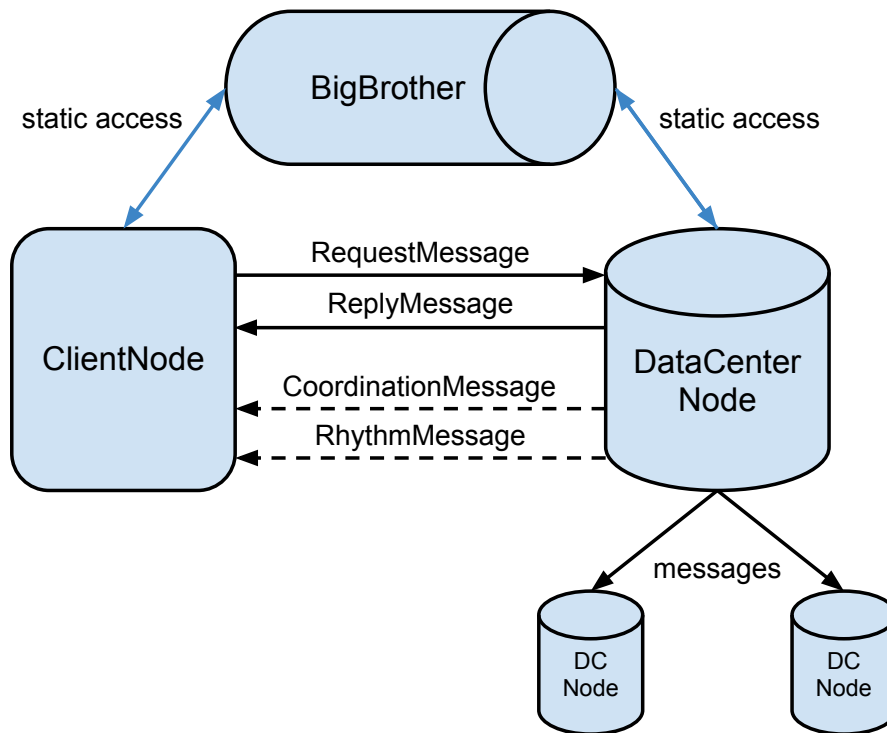 BigBrother
static access
static access
RequestMessage
ReplyMessage
ClientNode
DataCenter
Node
CoordinationMessage
RhythmMessage
messages
DC
Node
DC
Node